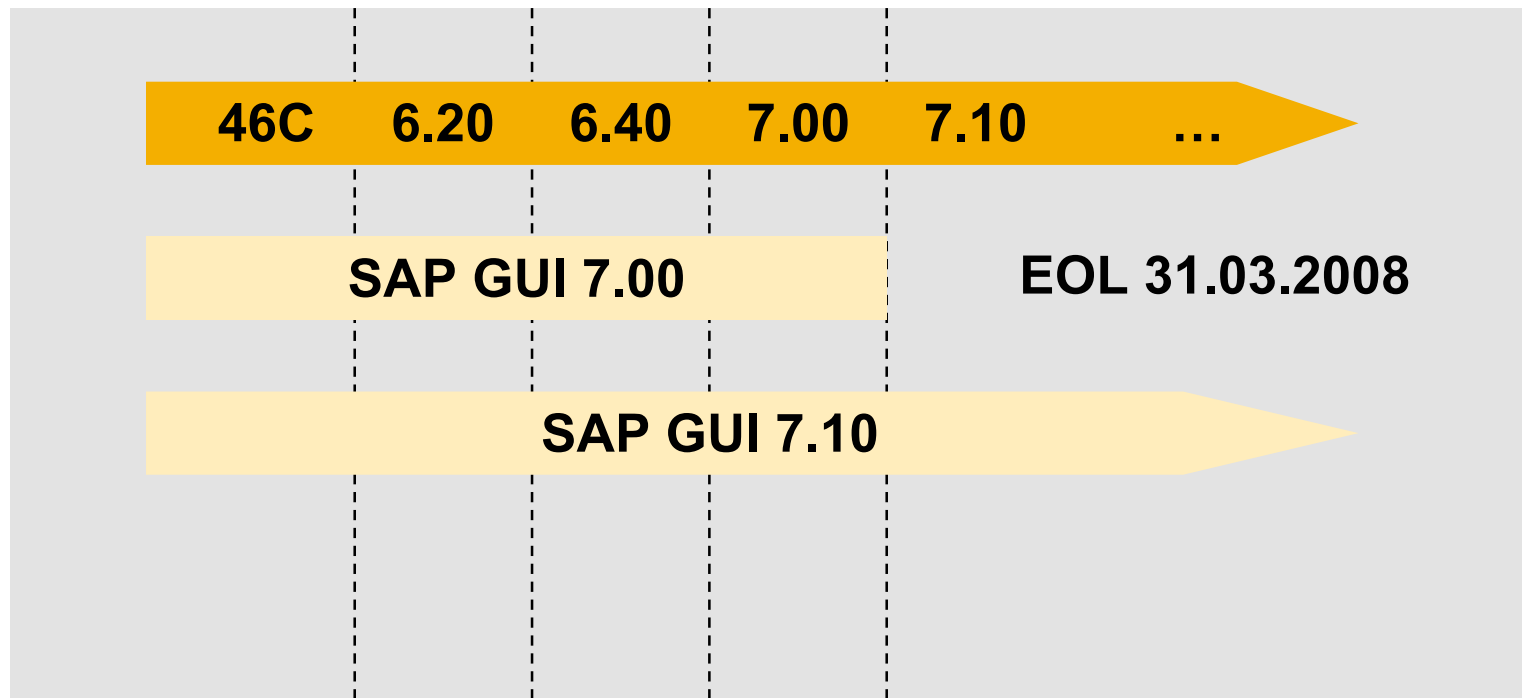 46C 6.20 6.40 7.00 7.10 ...
SAP GUI 7.00 EOL 31.03.2008
SAP GUI 7.10